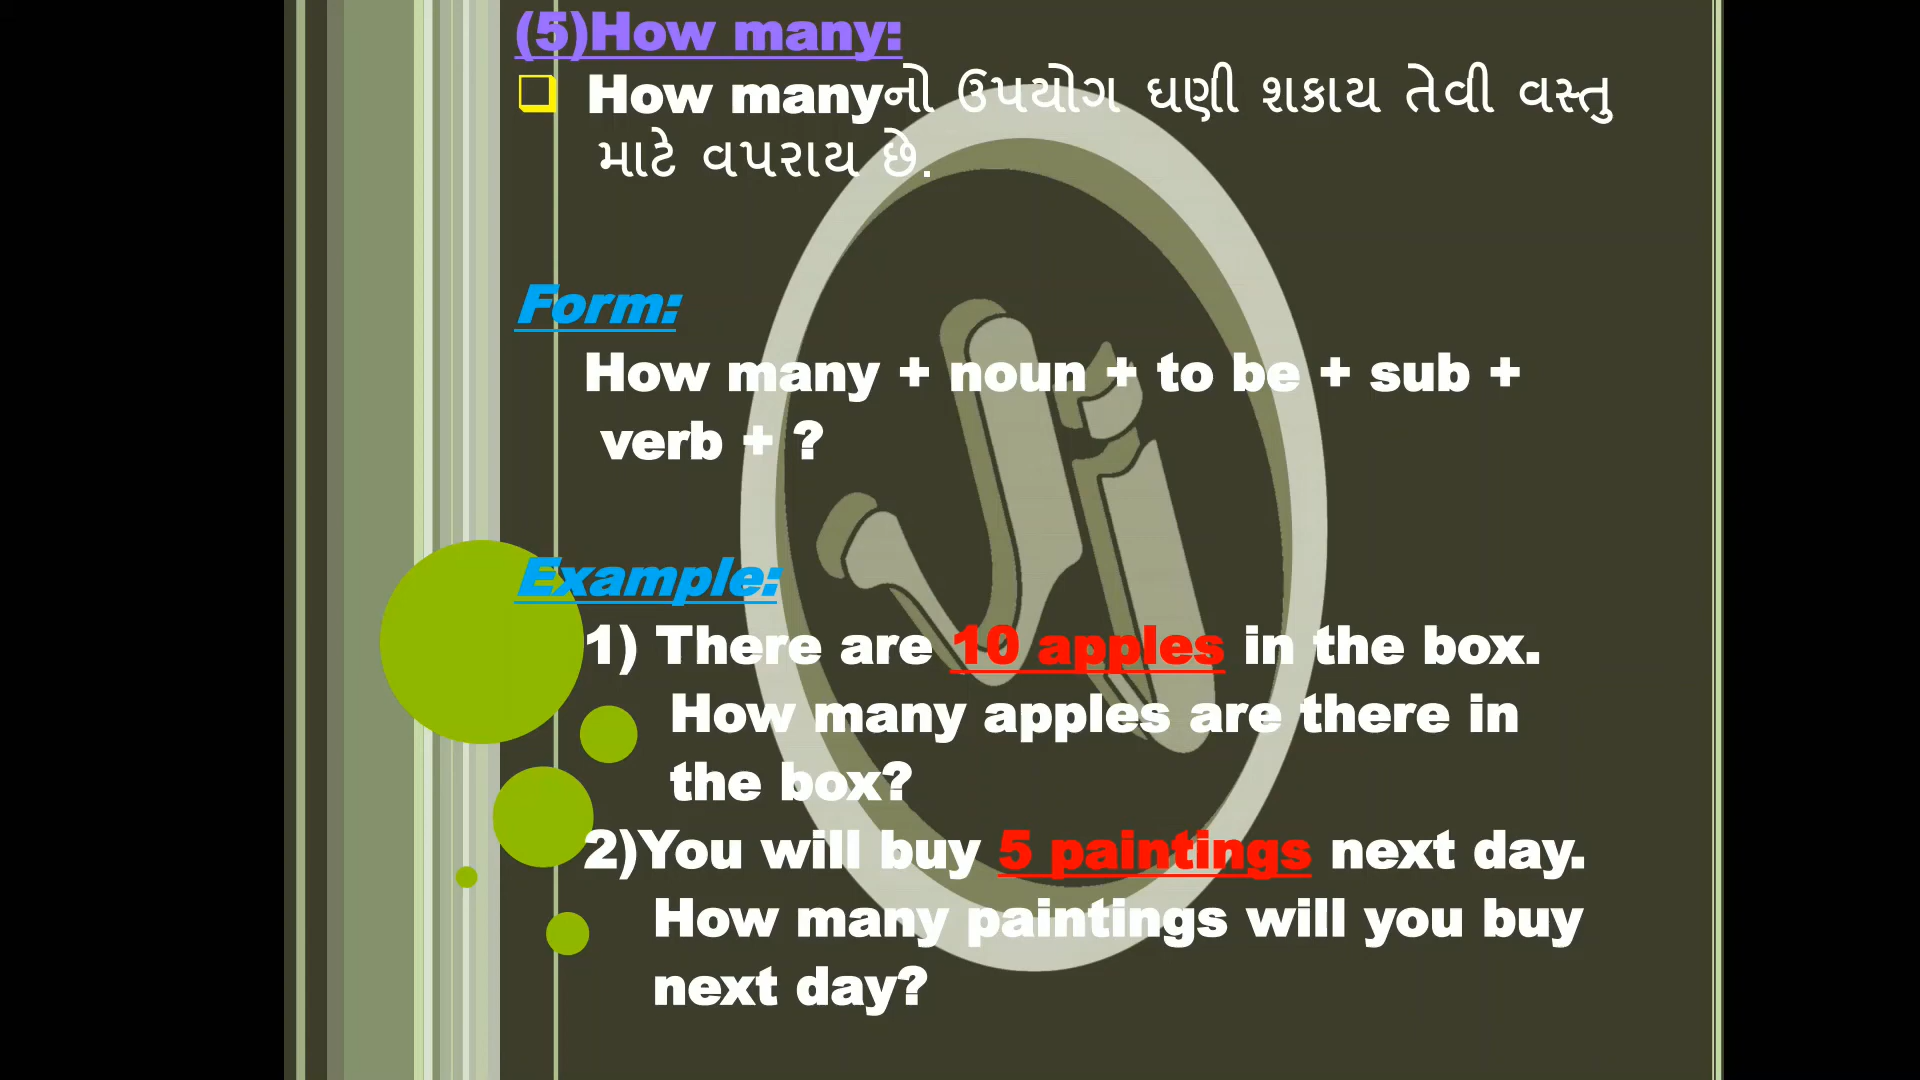 (5)How many:
How manyનો ઉપયોગ ઘણી શકાય તેવી વસ્તુ
માટે વપરાય છે.
Form:
How many + noun + to be + sub +
verb + ?
Example:
1) There are 10 apples in the box.
How many apples are there in
the box?
2)You will buy 5 paintings next day.
How many paintings will you buy
next day?